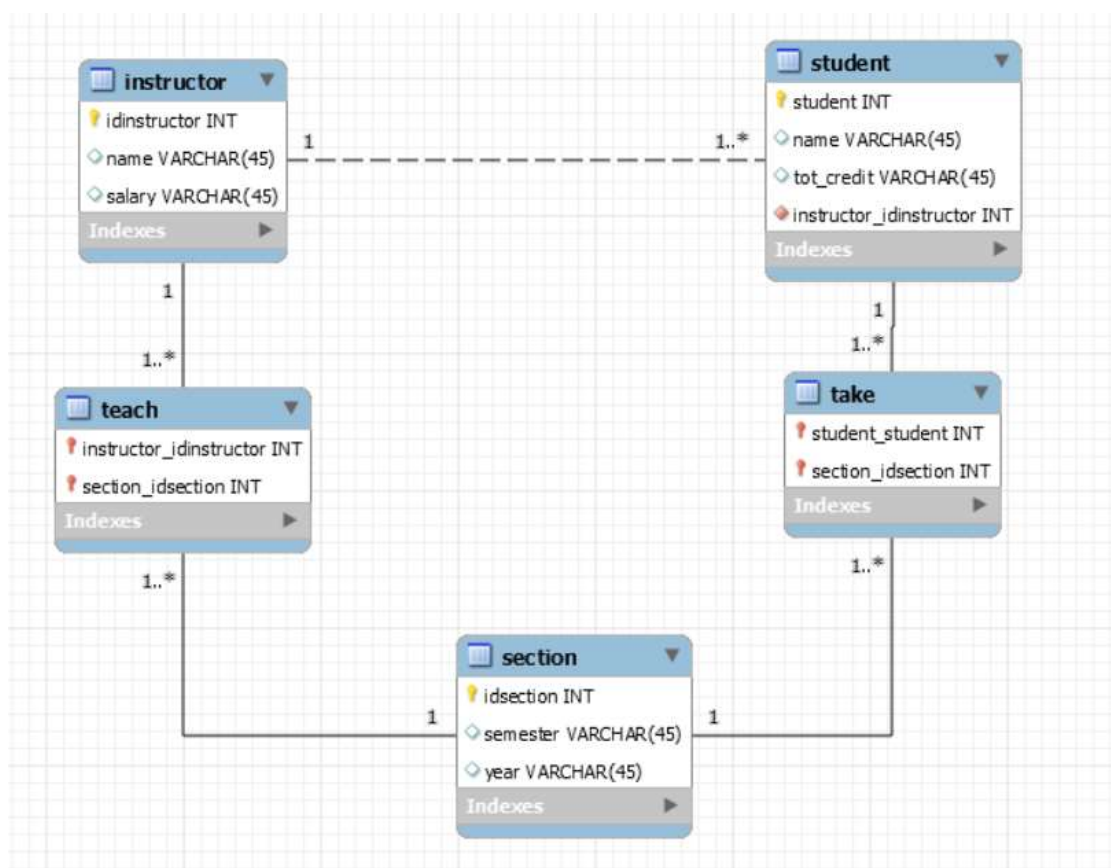 instructor
idinstructor INT
name VARCHAR(45)
salary VARCHAR(45)
Indexes
student
student INT
name VARCHAR(45)
tot_credit VARCHAR(45)
instructor_idinstructor INT
Indexes
1
1..*
1
1..*
1
1..*
teach
instructor_idinstructor INT
section_idsection INT
Indexes
take
student_student INT
section_idsection INT
Indexes
1..*
1..*
section
idsection INT
semester VARCHAR(45)
year VARCHAR(45)
Indexes
1
1